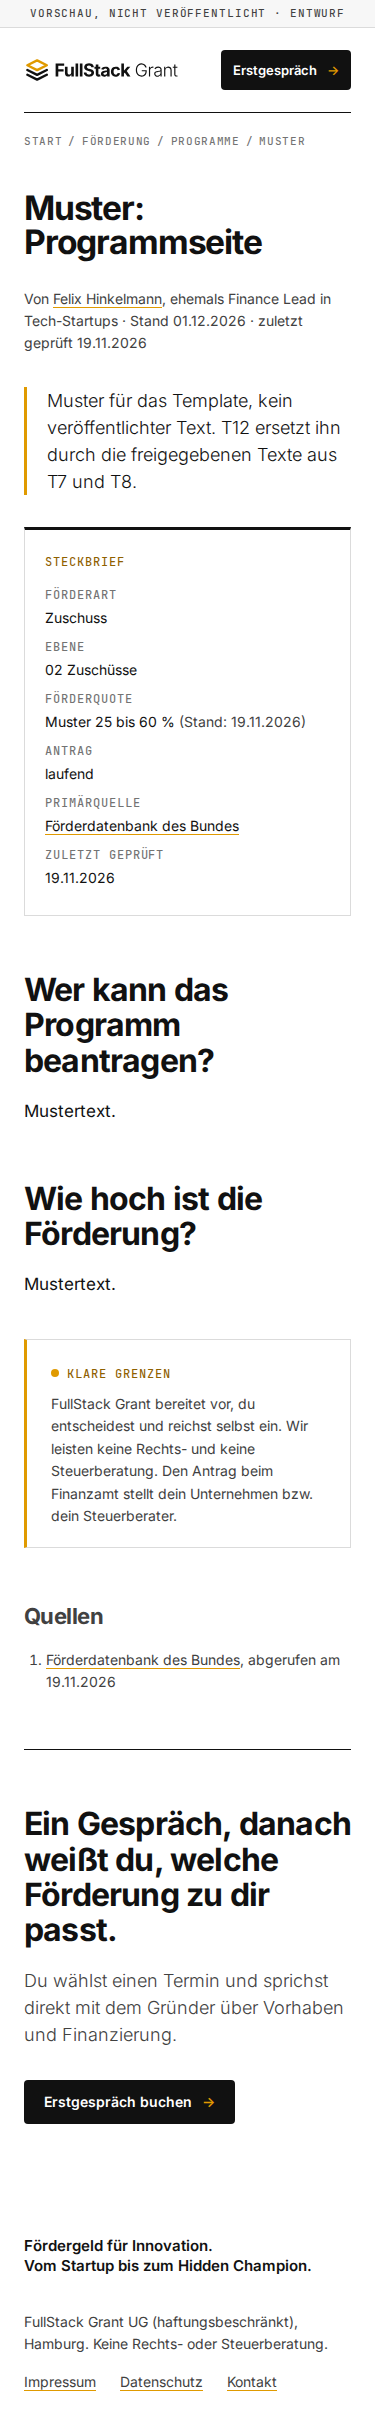 VORSCHAU, NICHT VERÖFFENTLICHT · ENTWURF
FullStack Grant
Erstgespräch →
START / FÖRDERUNG / PROGRAMME / MUSTER
Muster:
Programmseite
Von Felix Hinkelmann, ehemals Finance Lead in
Tech-Startups · Stand 01.12.2026 · zuletzt
geprüft 19.11.2026
Muster für das Template, kein
veröffentlichter Text. T12 ersetzt ihn
durch die freigegebenen Texte aus
T7 und T8.
STECKBRIEF
FÖRDERART
Zuschuss
EBENE
02 Zuschüsse
FÖRDERQUOTE
Muster 25 bis 60 % (Stand: 19.11.2026)
ANTRAG
laufend
PRIMÄRQUELLE
Förderdatenbank des Bundes
ZULETZT GEPRÜFT
19.11.2026
Wer kann das
Programm
beantragen?
Mustertext.
Wie hoch ist die
Förderung?
Mustertext.
KLARE GRENZEN
FullStack Grant bereitet vor, du
entscheidest und reichst selbst ein. Wir
leisten keine Rechts- und keine
Steuerberatung. Den Antrag beim
Finanzamt stellt dein Unternehmen bzw.
dein Steuerberater.
Quellen
1. Förderdatenbank des Bundes, abgerufen am
19.11.2026
Ein Gespräch, danach
weißt du, welche
Förderung zu dir
passt.
Du wählst einen Termin und sprichst
direkt mit dem Gründer über Vorhaben
und Finanzierung.
Erstgespräch buchen →
Fördergeld für Innovation.
Vom Startup bis zum Hidden Champion.
FullStack Grant UG (haftungsbeschränkt),
Hamburg. Keine Rechts- oder Steuerberatung.
Impressum Datenschutz Kontakt